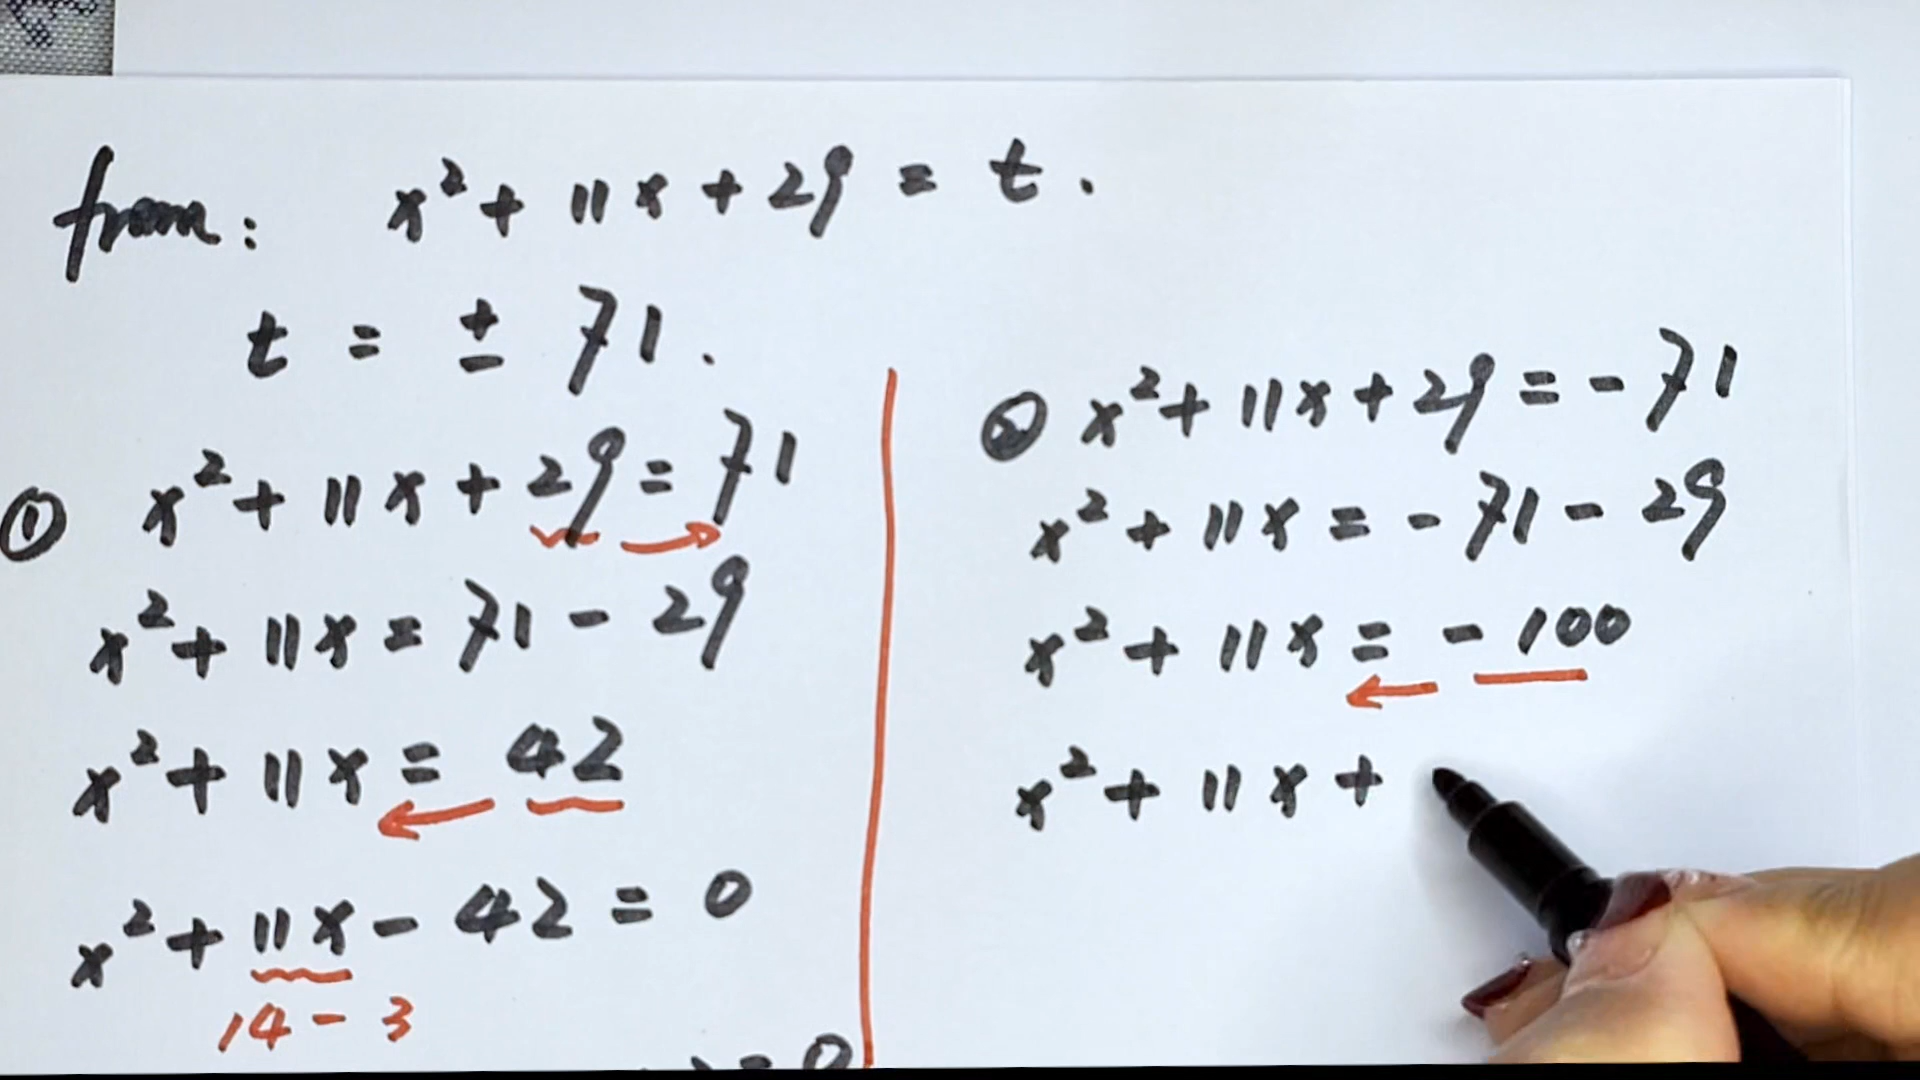 from: x²+11x+29=t.
t=±71.
① x²+11x+29=71
x²+11x=71-29
x²+11x=42
x²+11x-42=0
14-3
=0
② x²+11x+29=-71
x²+11x=-71-29
x²+11x=-100
x²+11x+